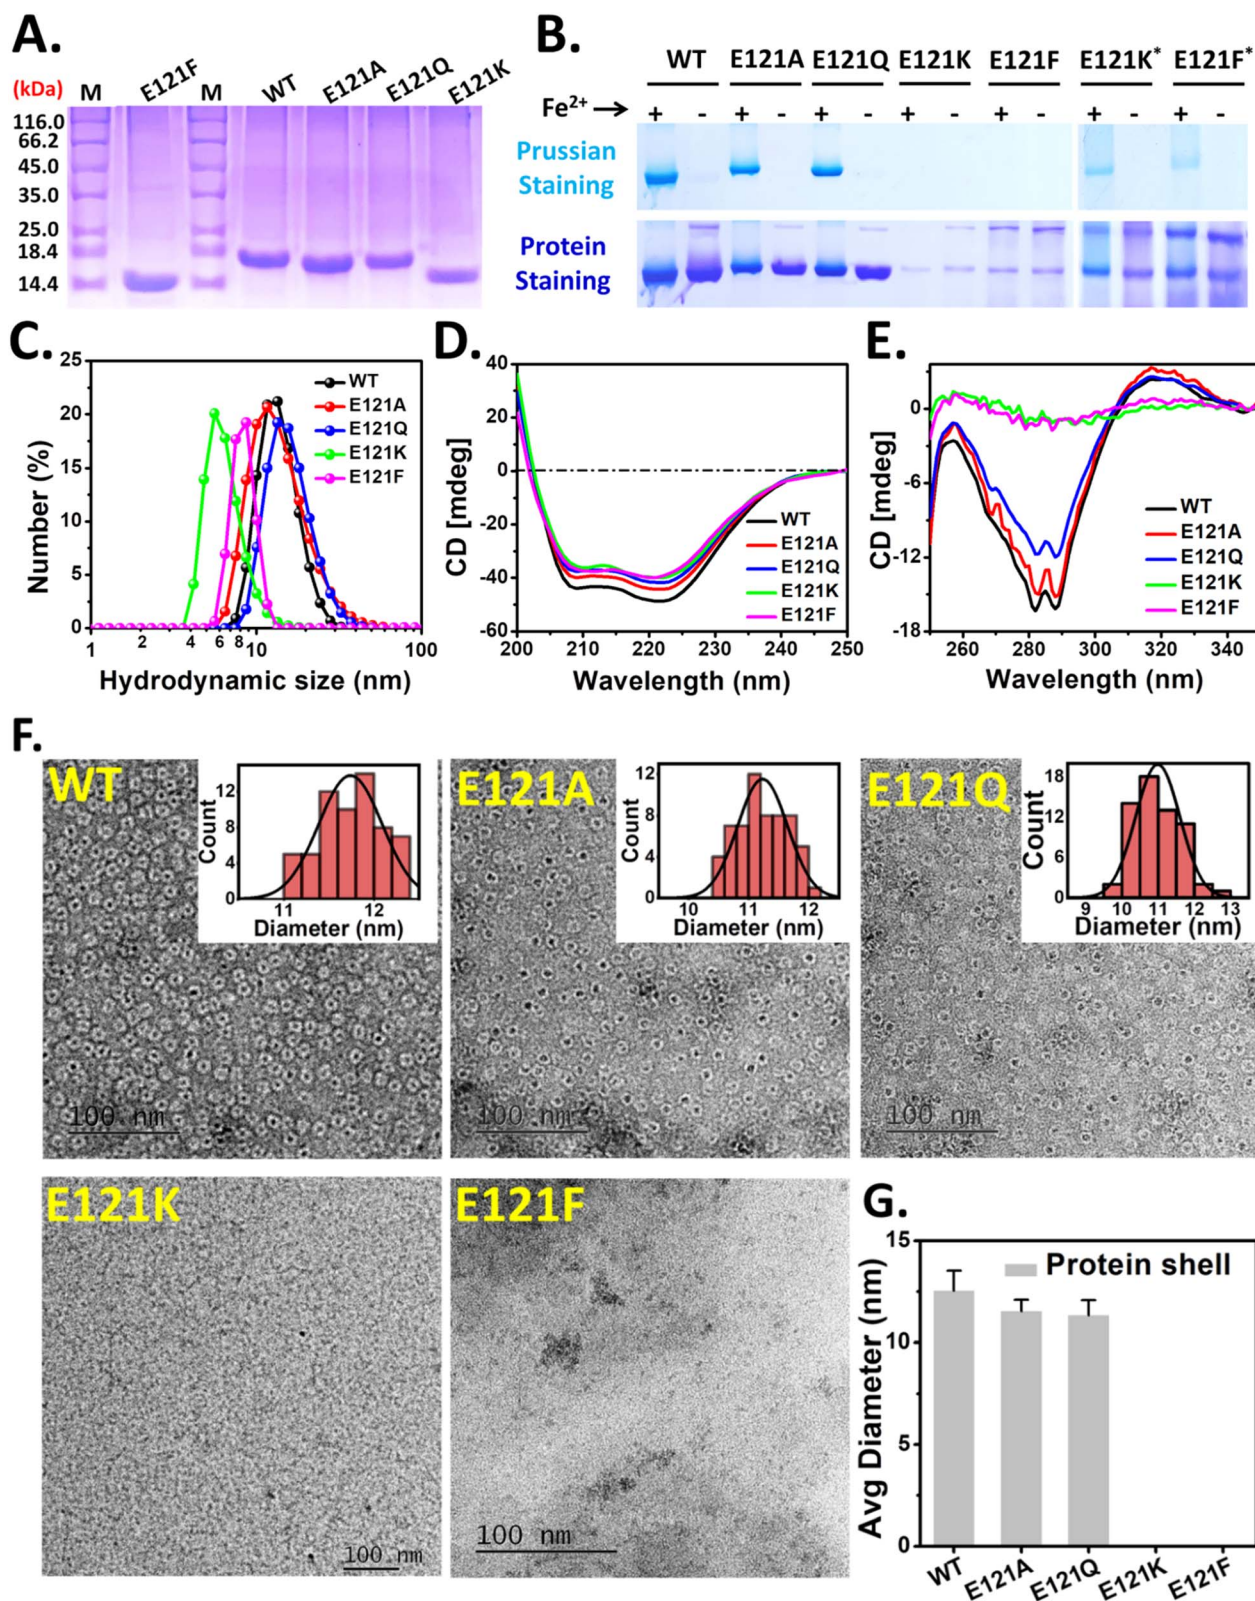 A.
(kDa) M E121F M WT E121A E121Q E121K
116.0
66.2
45.0
35.0
25.0
18.4
14.4
B.
WT E121A E121Q E121K E121F E121K* E121F*
Fe²⁺ → + - + - + - + - + - + - + -
Prussian
Staining
Protein
Staining
C.
Number (%)
25
20
15
10
5
0
WT
E121A
E121Q
E121K
E121F
1 2 4 6 8 10 100
Hydrodynamic size (nm)
D.
CD [mdeg]
40
20
0
-20
-40
-60
WT
E121A
E121Q
E121K
E121F
200 210 220 230 240 250
Wavelength (nm)
E.
CD [mdeg]
0
-6
-12
-18
WT
E121A
E121Q
E121K
E121F
260 280 300 320 340
Wavelength (nm)
F.
WT
Count
12
8
4
0
11 12
Diameter (nm)
100 nm
E121A
Count
12
8
4
0
10 11 12
Diameter (nm)
100 nm
E121Q
Count
18
12
6
0
9 10 11 12 13
Diameter (nm)
100 nm
E121K
100 nm
E121F
100 nm
G.
Avg Diameter (nm)
15
10
5
0
Protein shell
WT E121A E121Q E121K E121F